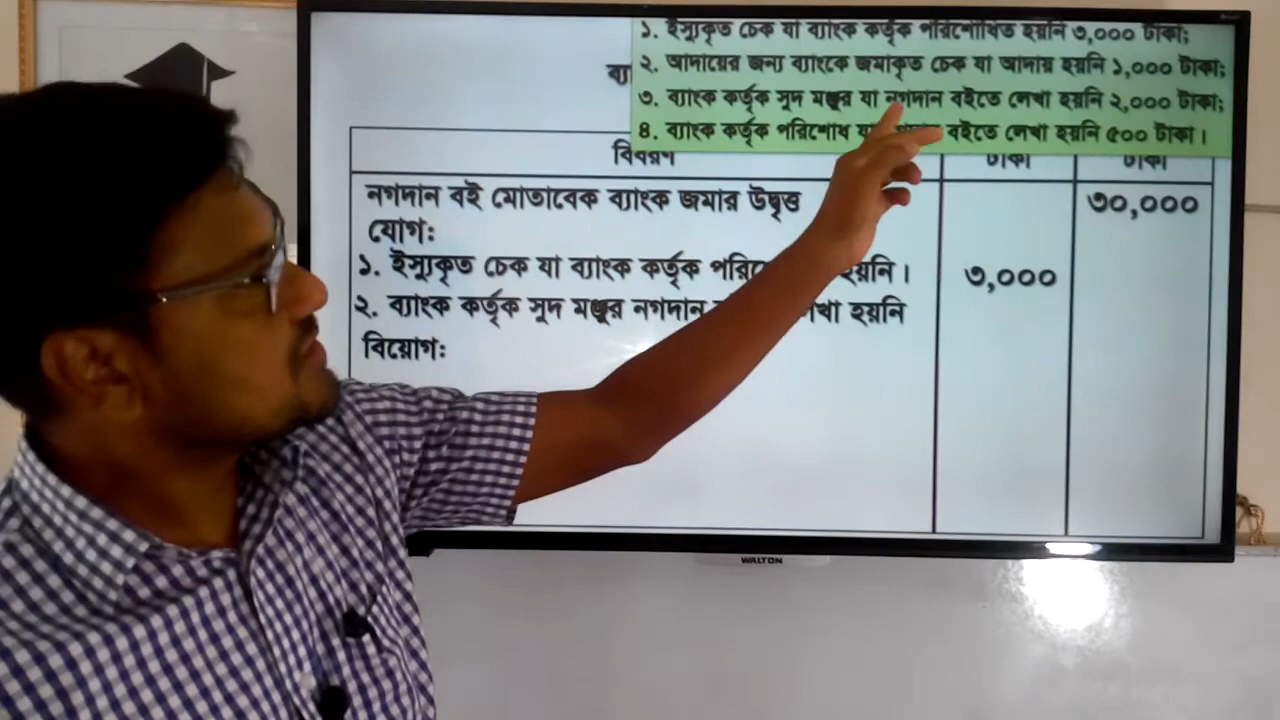 ১. ইস্যুকৃত চেক যা ব্যাংক কর্তৃক পরিশোধিত হয়নি ৩,০০০ টাকা;
২. আদায়ের জন্য ব্যাংকে জমাকৃত চেক যা আদায় হয়নি ১,০০০ টাকা;
৩. ব্যাংক কর্তৃক সুদ মঞ্জুর যা নগদান বইতে লেখা হয়নি ২,০০০ টাকা;
৪. ব্যাংক কর্তৃক পরিশোধ বইতে লেখা হয়নি ৫০০ টাকা।
বিবরণ টাকা টাকা
নগদান বই মোতাবেক ব্যাংক জমার উদ্বৃত্ত ৩০,০০০
যোগঃ
১. ইস্যুকৃত চেক যা ব্যাংক কর্তৃক হয়নি। ৩,০০০
২. ব্যাংক কর্তৃক সুদ মঞ্জুর নগদান হয়নি
বিয়োগঃ
WALTON